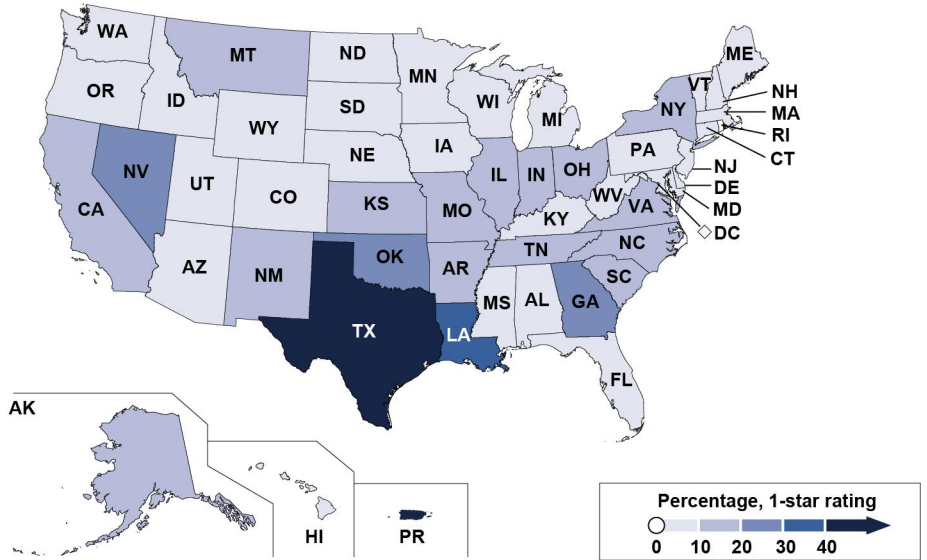 WA
MT
ND
MN
ME
VT
NH
OR
ID
SD
WI
MI
NY
MA
RI
WY
IA
PA
CT
NE
NJ
NV
UT
CO
IL
IN
OH
WV
DE
CA
KS
MO
KY
VA
MD
DC
AZ
NM
OK
AR
TN
NC
SC
TX
LA
MS
AL
GA
FL
AK
HI
PR
Percentage, 1-star rating
0 10 20 30 40